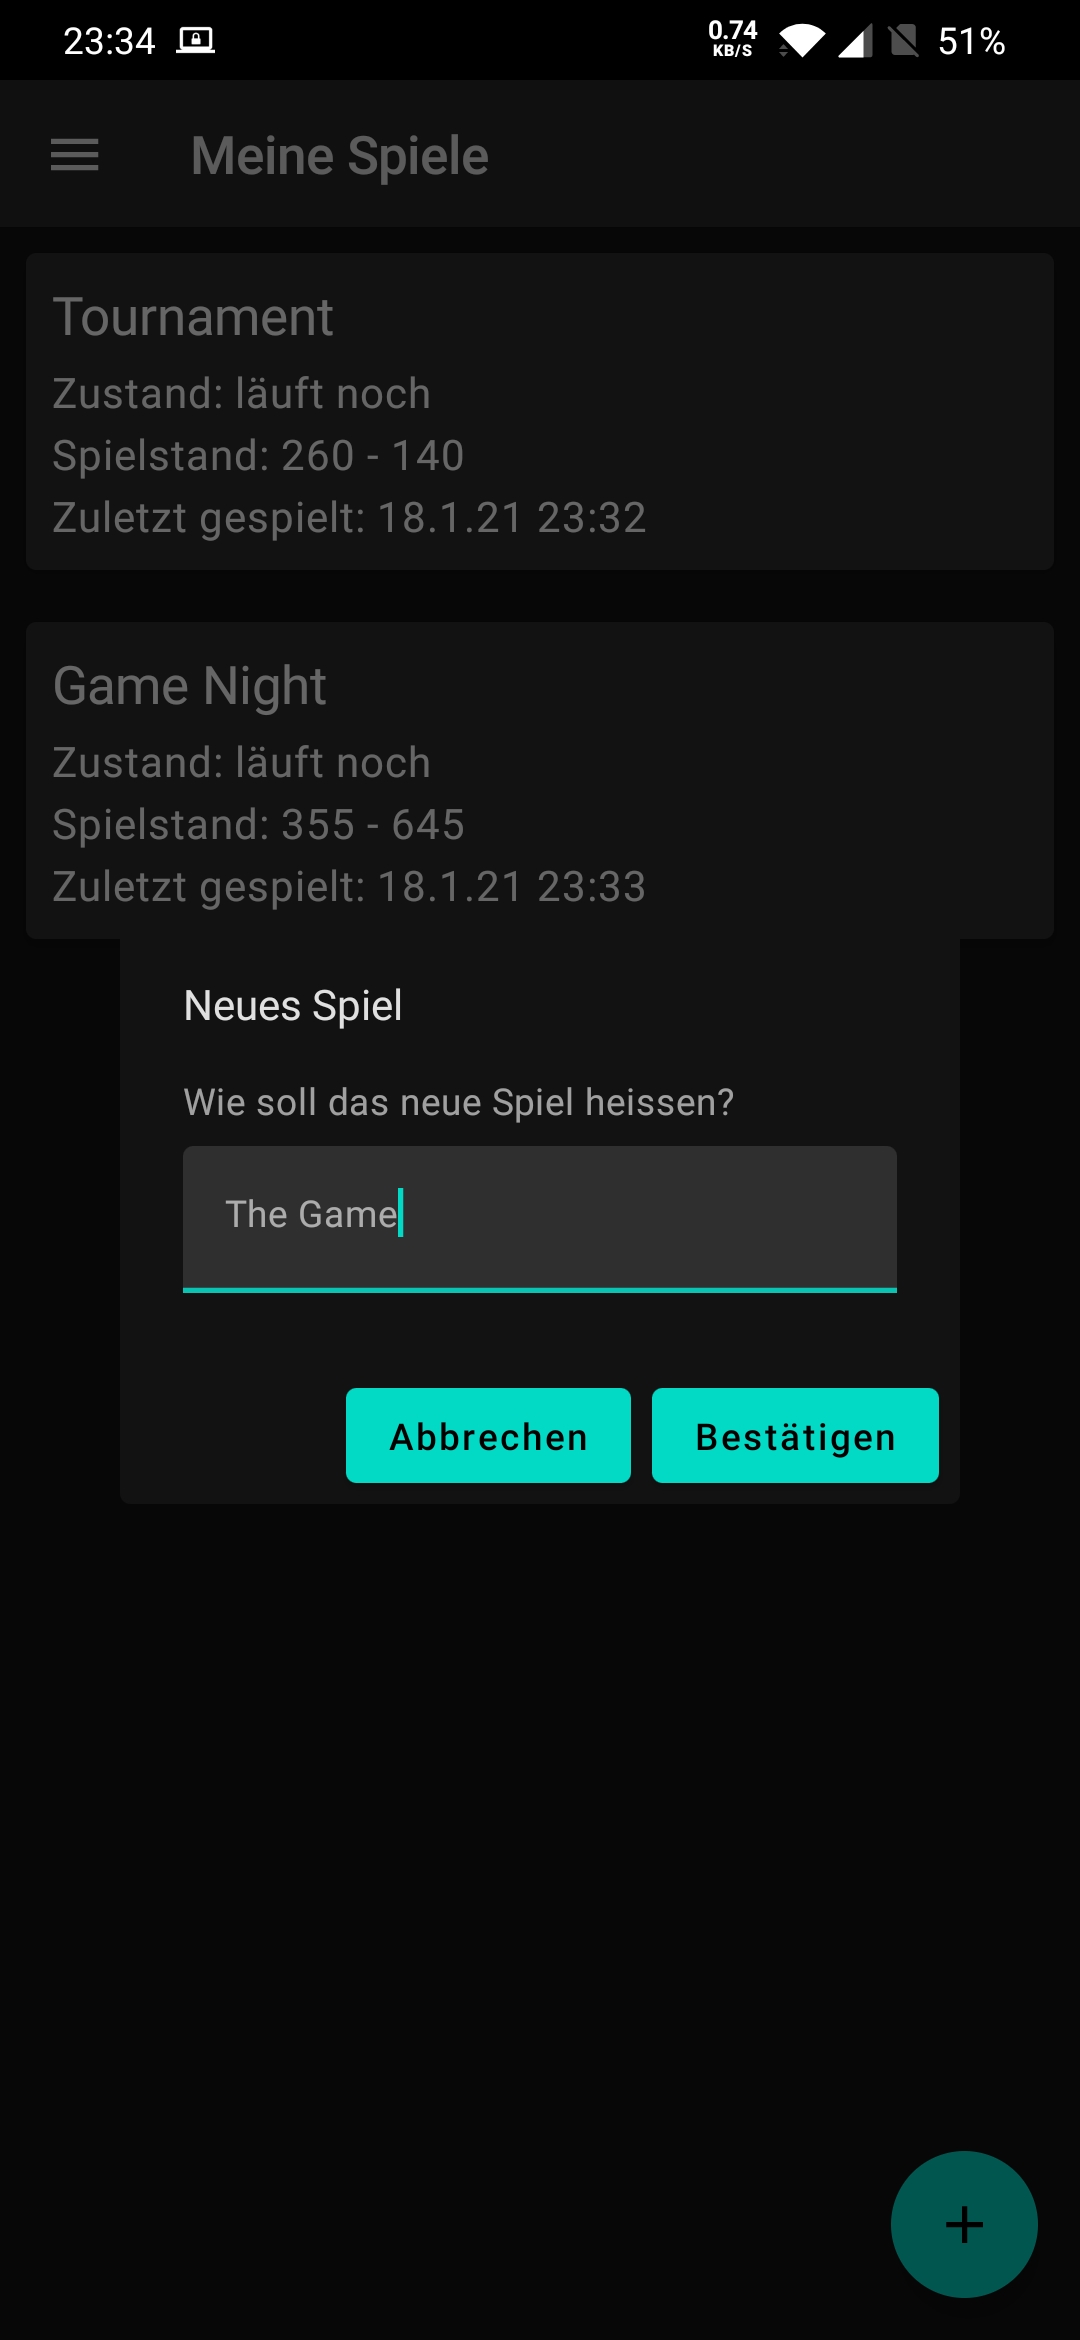 23:34
0.74
KB/S
51%
Meine Spiele
Tournament
Zustand: läuft noch
Spielstand: 260 - 140
Zuletzt gespielt: 18.1.21 23:32
Game Night
Zustand: läuft noch
Spielstand: 355 - 645
Zuletzt gespielt: 18.1.21 23:33
Neues Spiel
Wie soll das neue Spiel heissen?
The Game
Abbrechen
Bestätigen
+